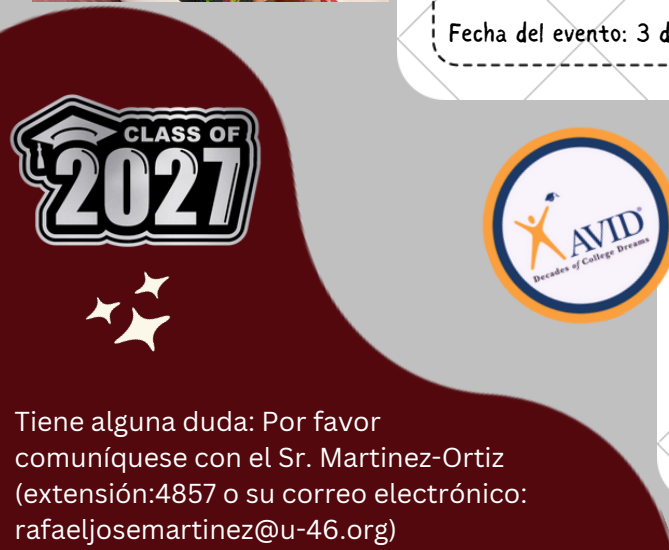 Fecha del evento: 3 d
CLASS OF
2027
AVID
Decades of College Dreams
Tiene alguna duda: Por favor
comuníquese con el Sr. Martinez-Ortiz
(extensión:4857 o su correo electrónico:
rafaeljosemartinez@u-46.org)